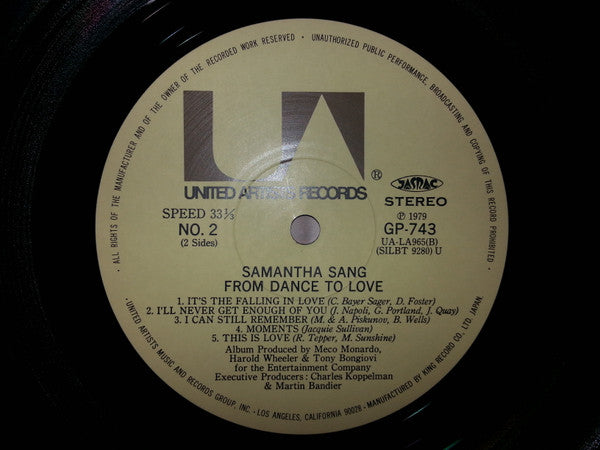 · ALL RIGHTS OF THE MANUFACTURER AND OF THE OWNER OF THE RECORDED WORK RESERVED · UNAUTHORIZED PUBLIC PERFORMANCE, BROADCASTING AND COPYING OF THIS RECORD PROHIBITED ·
UA ®
UNITED ARTISTS RECORDS
JASRAC
SPEED 33⅓
STEREO
℗ 1979
NO. 2
GP-743
(2 Sides)
UA-LA965(B)
(SILBT 9280) U
SAMANTHA SANG
FROM DANCE TO LOVE
1. IT'S THE FALLING IN LOVE (C. Bayer Sager, D. Foster)
2. I'LL NEVER GET ENOUGH OF YOU (J. Napoli, G. Portland, J. Quay)
3. I CAN STILL REMEMBER (M. & A. Piskunov, B. Wells)
4. MOMENTS (Jacquie Sullivan)
5. THIS IS LOVE (R. Tepper, M. Sunshine)
Album Produced by Meco Monardo,
Harold Wheeler & Tony Bongiovi
for the Entertainment Company
Executive Producers : Charles Koppelman
& Martin Bandier
UNITED ARTISTS MUSIC AND RECORDS GROUP, INC. · LOS ANGELES, CALIFORNIA 90028 · MANUFACTURED BY KING RECORD CO., LTD. JAPAN.